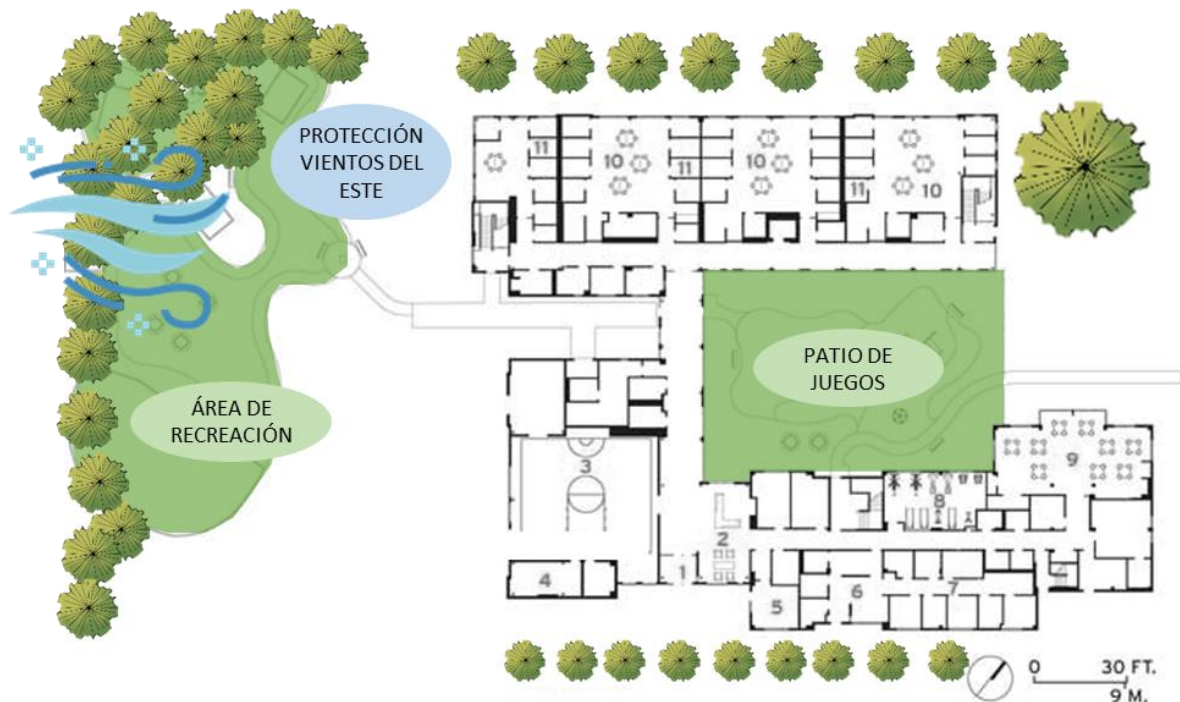 PROTECCIÓN
VIENTOS DEL
ESTE
ÁREA DE
RECREACIÓN
PATIO DE
JUEGOS
11
10
11
10
11
10
3
2
1
4
5
6
7
8
9
0 30 FT.
9 M.